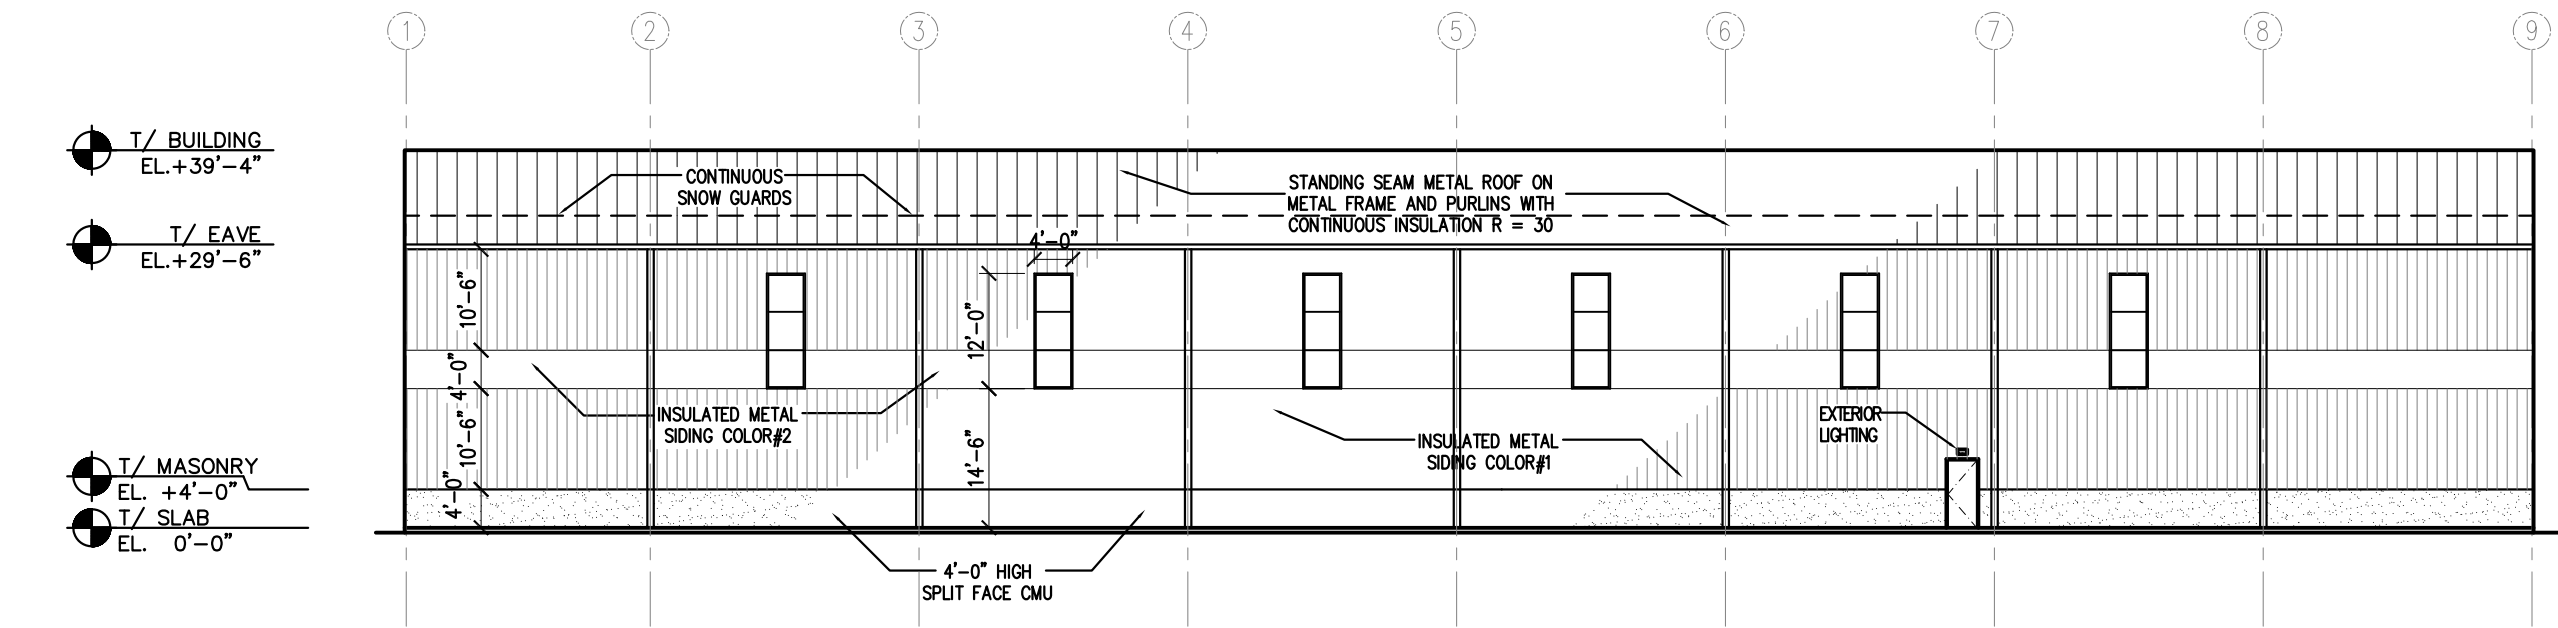 1
2
3
4
5
6
7
8
9
T/ BUILDING
EL.+39'-4"
T/ EAVE
EL.+29'-6"
T/ MASONRY
EL. +4'-0"
T/ SLAB
EL. 0'-0"
CONTINUOUS
SNOW GUARDS
STANDING SEAM METAL ROOF ON
METAL FRAME AND PURLINS WITH
CONTINUOUS INSULATION R = 30
4'-0"
10'-6"
4'-0"
10'-6"
4'-0"
12'-0"
14'-6"
INSULATED METAL
SIDING COLOR#2
INSULATED METAL
SIDING COLOR#1
EXTERIOR
LIGHTING
4'-0" HIGH
SPLIT FACE CMU